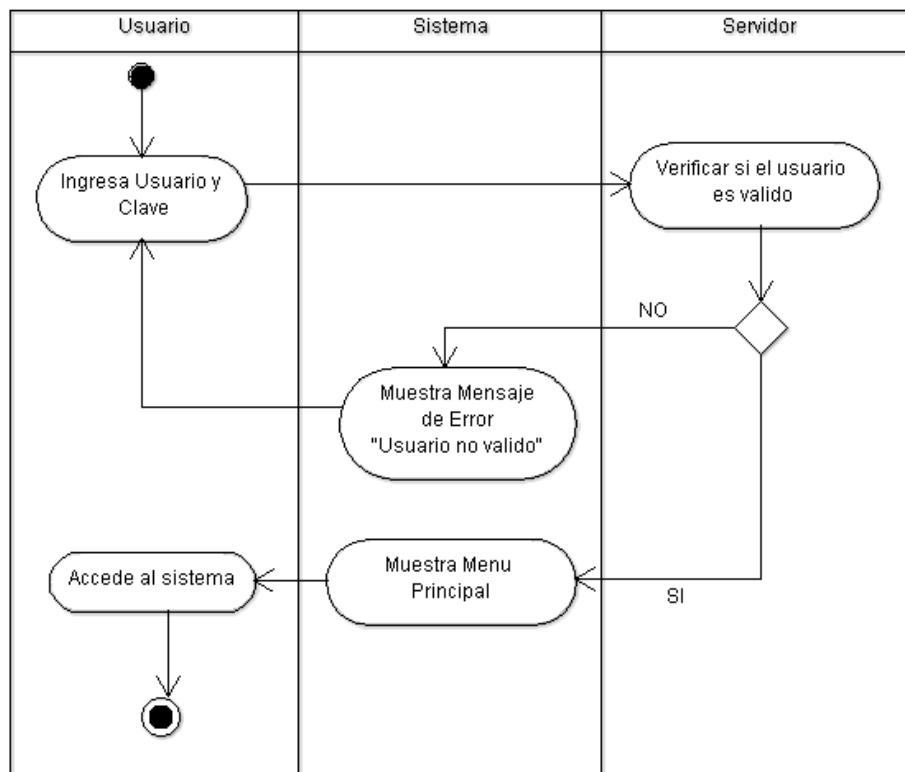 Usuario
Sistema
Servidor
Ingresa Usuario y
Clave
Verificar si el usuario
es valido
NO
Muestra Mensaje
de Error
"Usuario no valido"
Accede al sistema
Muestra Menu
Principal
SI